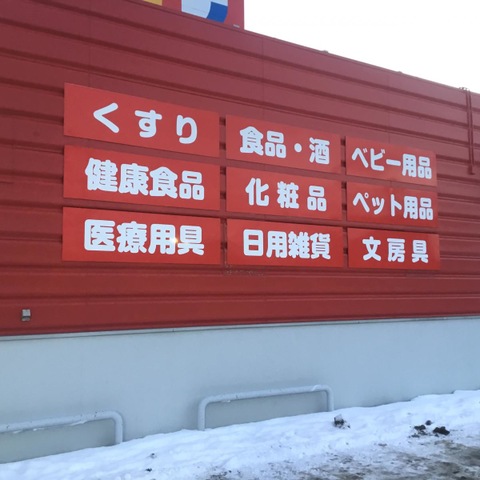 くすり
食品・酒
ベビー用品
健康食品
化粧品
ペット用品
医療用具
日用雑貨
文房具